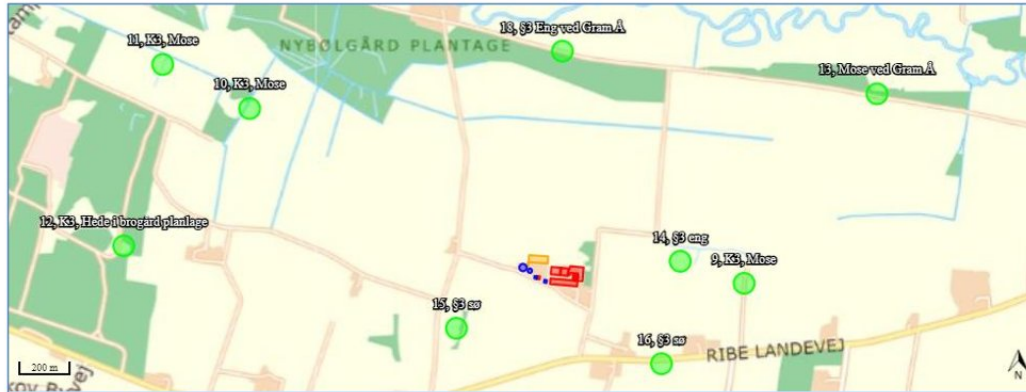 18, §3 Eng ved Gram Å
11, K3, Mose
NYBØLGÅRD PLANTAGE
13, Mose ved Gram Å
10, K3, Mose
12, K3, Hede i brogård planlage
14, §3 eng
9, K3, Mose
15, §3 sø
16, §3 sø
RIBE LANDEVEJ
200 m
N